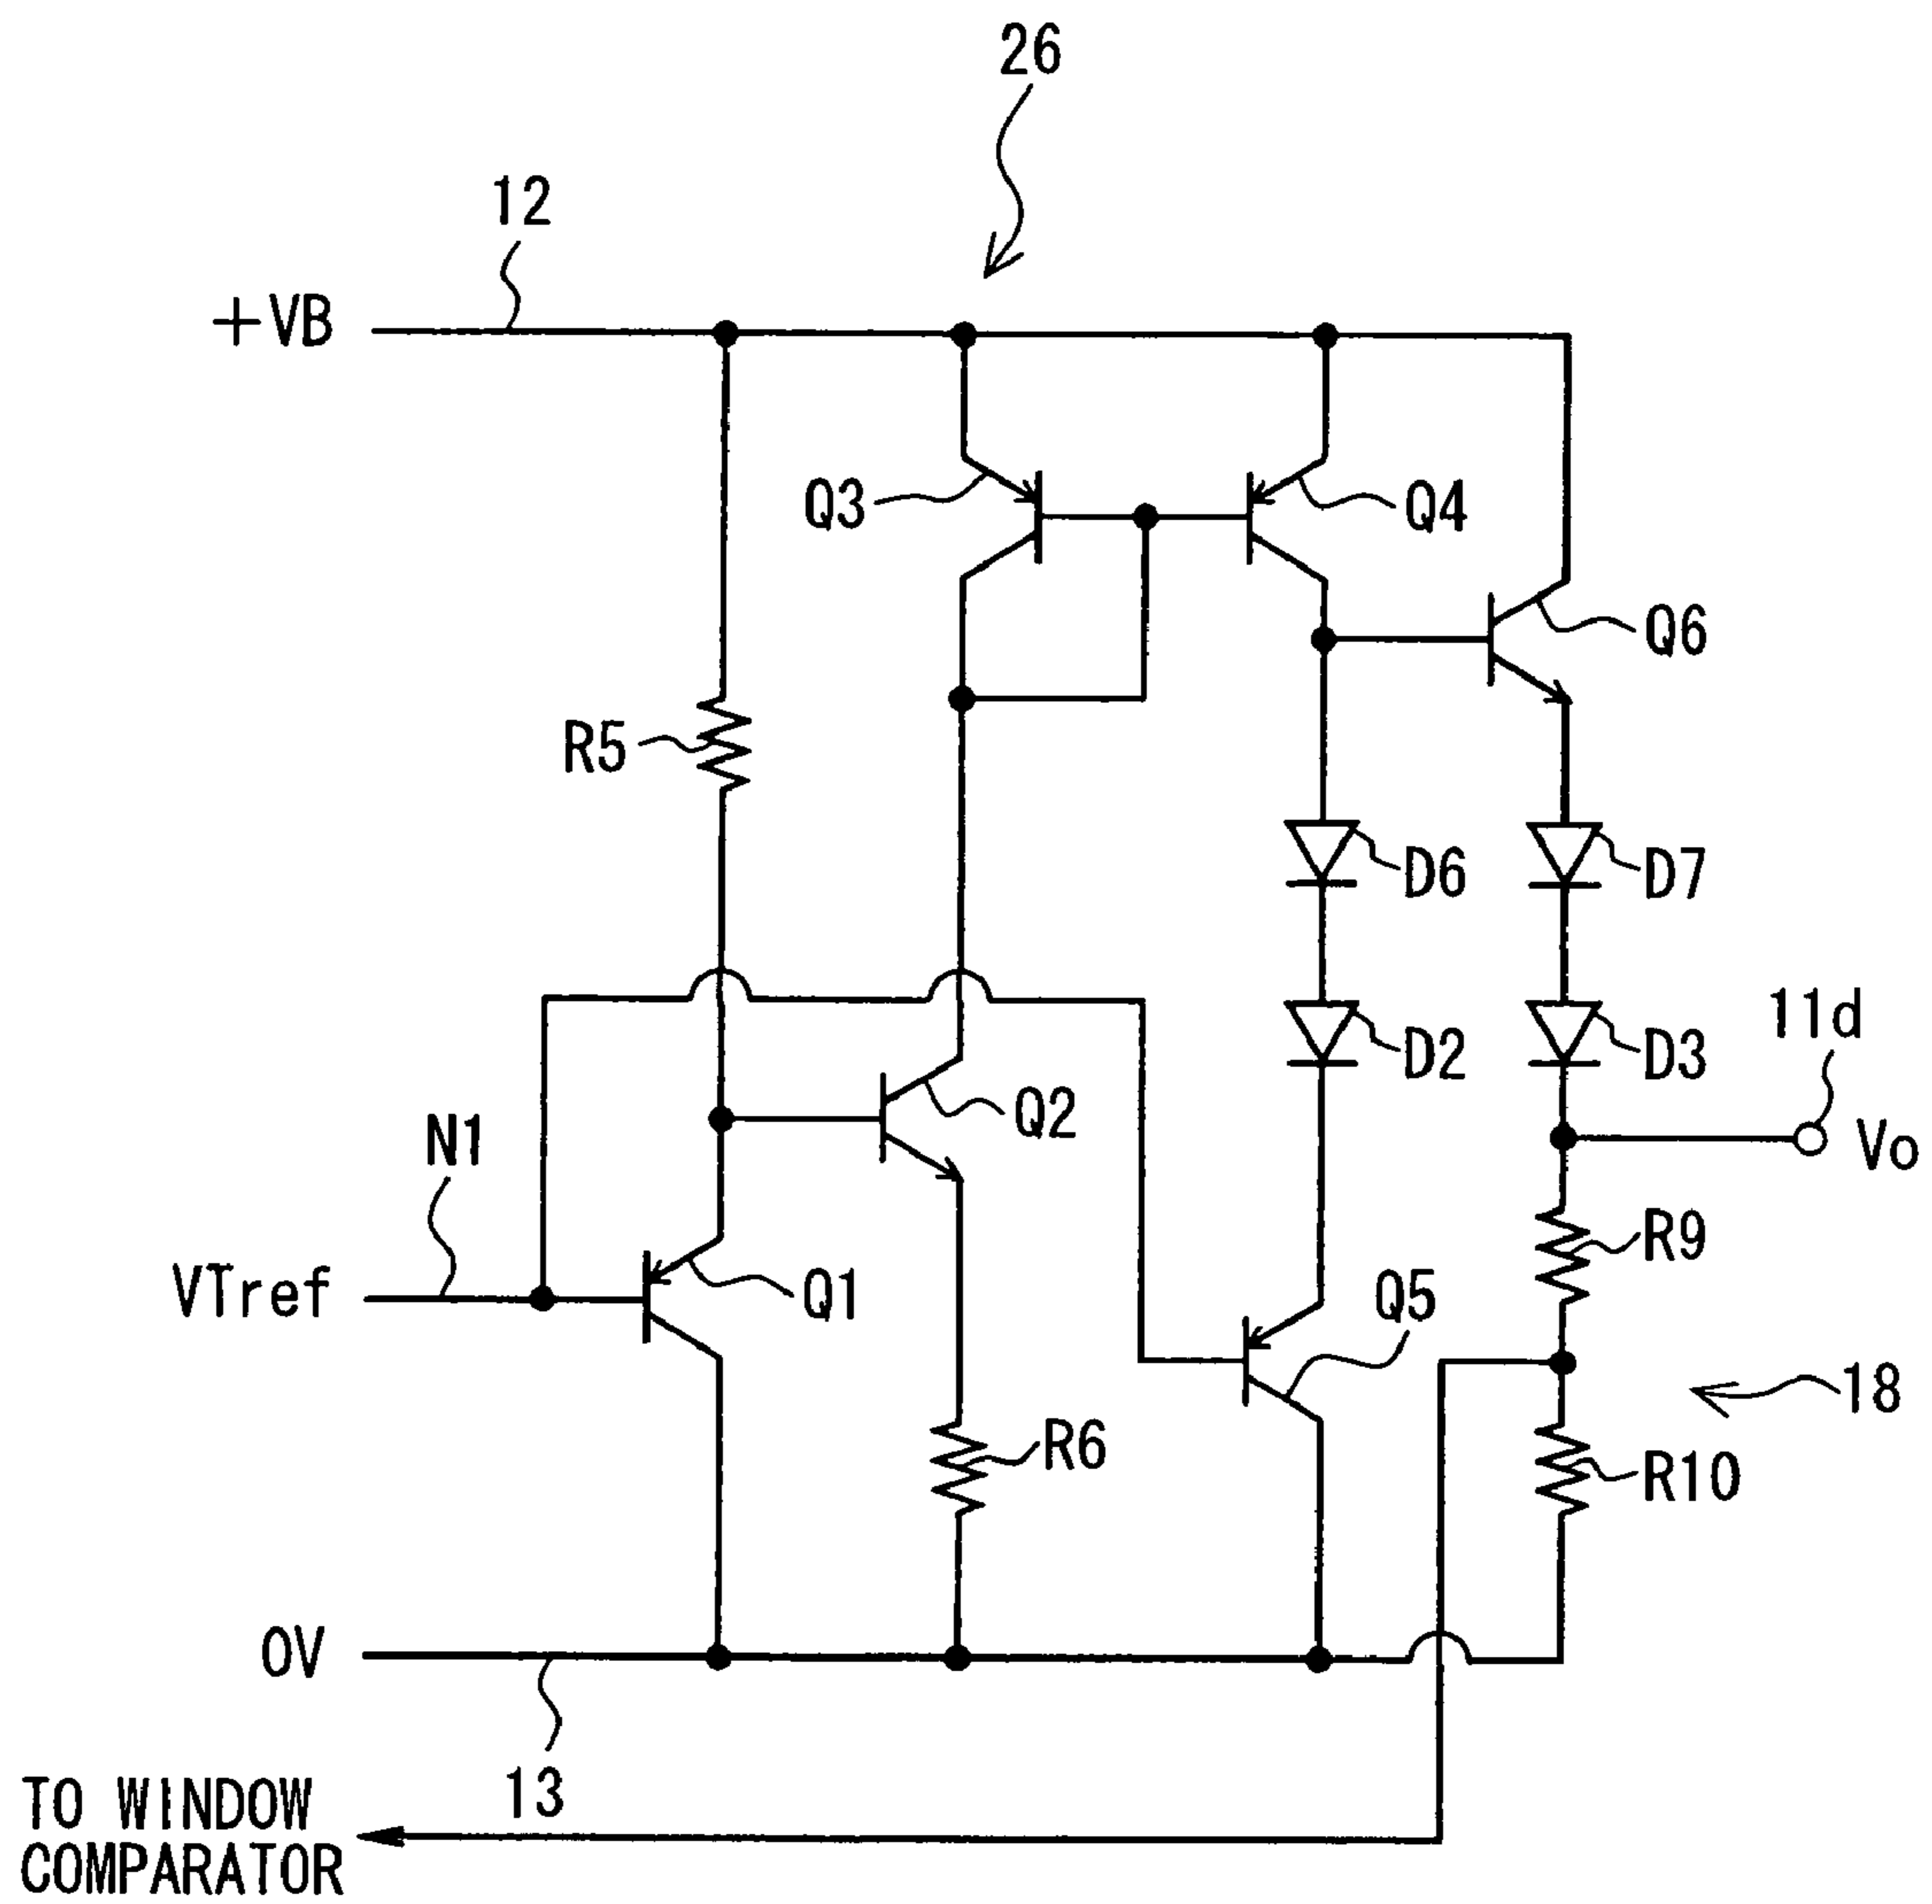 26
12
+VB
Q3
Q4
Q6
R5
D6
D7
11d
D2
D3
N1
Q2
Vo
VTref
Q1
Q5
R9
18
R6
R10
0V
13
TO WINDOW
COMPARATOR